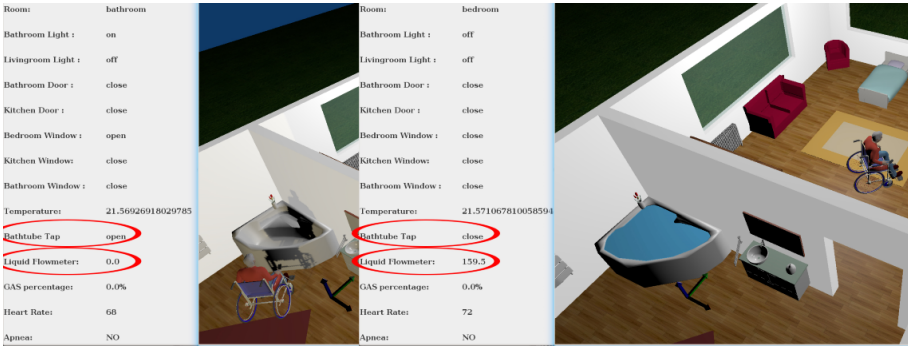 Room: bathroom
Bathroom Light : on
Livingroom Light : off
Bathroom Door : close
Kitchen Door : close
Bedroom Window : open
Kitchen Window: close
Bathroom Window : close
Temperature: 21.56926918029785
Bathtube Tap open
Liquid Flowmeter: 0.0
GAS percentage: 0.0%
Heart Rate: 68
Apnea: NO
Room: bedroom
Bathroom Light : off
Livingroom Light : off
Bathroom Door : close
Kitchen Door : close
Bedroom Window : close
Kitchen Window: close
Bathroom Window : close
Temperature: 21.571067810058594
Bathtube Tap close
Liquid Flowmeter: 159.5
GAS percentage: 0.0%
Heart Rate: 72
Apnea: NO